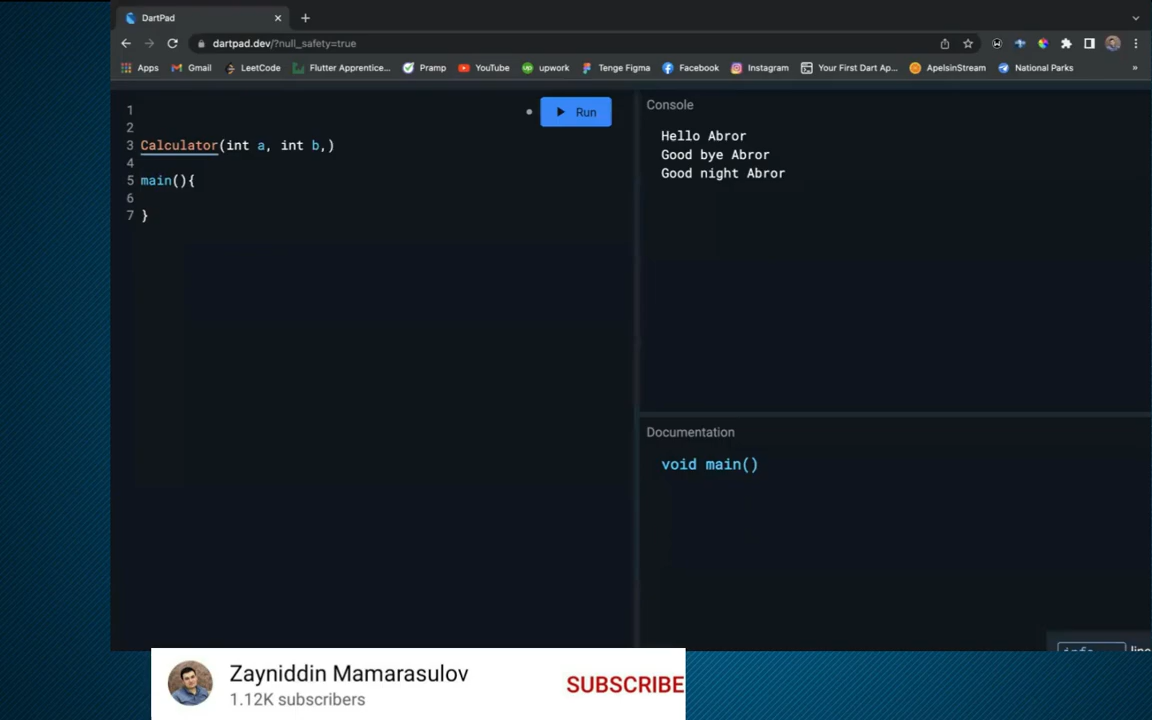 DartPad
dartpad.dev/?null_safety=true
Apps Gmail LeetCode Flutter Apprentice... Pramp YouTube upwork Tenge Figma Facebook Instagram Your First Dart Ap... ApelsinStream National Parks »
1
2
3 Calculator(int a, int b,)
4
5 main(){
6
7 }
Run
Console
Hello Abror
Good bye Abror
Good night Abror
Documentation
void main()
Zayniddin Mamarasulov
1.12K subscribers
SUBSCRIBE